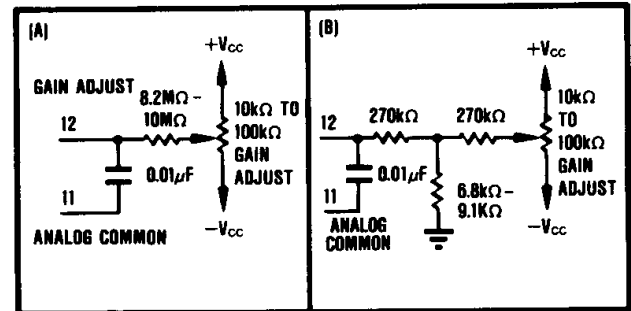 (A)
+Vcc
GAIN ADJUST
8.2MΩ –
10MΩ
10kΩ TO
100kΩ
GAIN
ADJUST
12
0.01µF
11
ANALOG COMMON
−Vcc
(B)
+Vcc
270kΩ
270kΩ
10kΩ
TO
100kΩ
GAIN
ADJUST
12
0.01µF
11
6.8kΩ–
9.1KΩ
ANALOG
COMMON
−Vcc